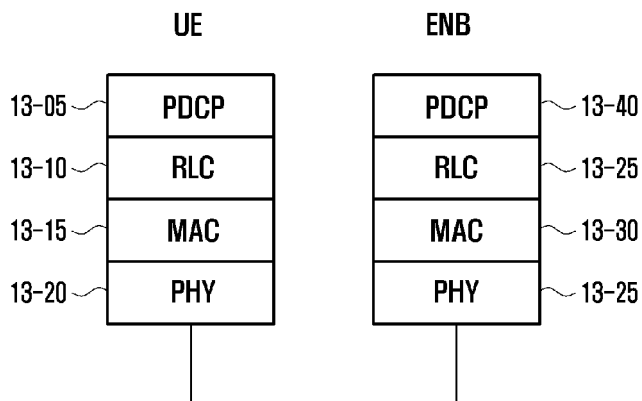 UE ENB
13-05 PDCP PDCP 13-40
13-10 RLC RLC 13-25
13-15 MAC MAC 13-30
13-20 PHY PHY 13-25